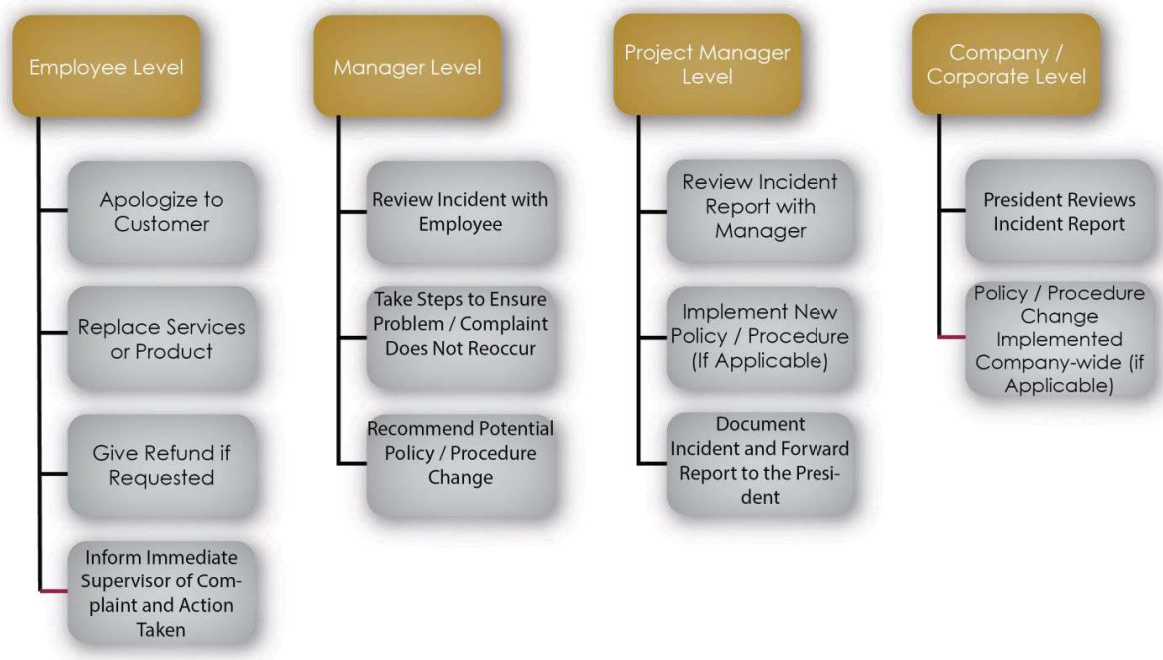 Employee Level
Apologize to
Customer
Replace Services
or Product
Give Refund if
Requested
Inform Immediate
Supervisor of Com-
plaint and Action
Taken
Manager Level
Review Incident with
Employee
Take Steps to Ensure
Problem / Complaint
Does Not Reoccur
Recommend Potential
Policy / Procedure
Change
Project Manager
Level
Review Incident
Report with
Manager
Implement New
Policy / Procedure
(If Applicable)
Document
Incident and Forward
Report to the Presi-
dent
Company /
Corporate Level
President Reviews
Incident Report
Policy / Procedure
Change
Implemented
Company-wide (if
Applicable)